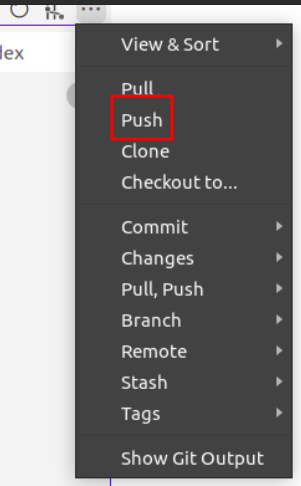 lex
View & Sort
Pull
Push
Clone
Checkout to...
Commit
Changes
Pull, Push
Branch
Remote
Stash
Tags
Show Git Output